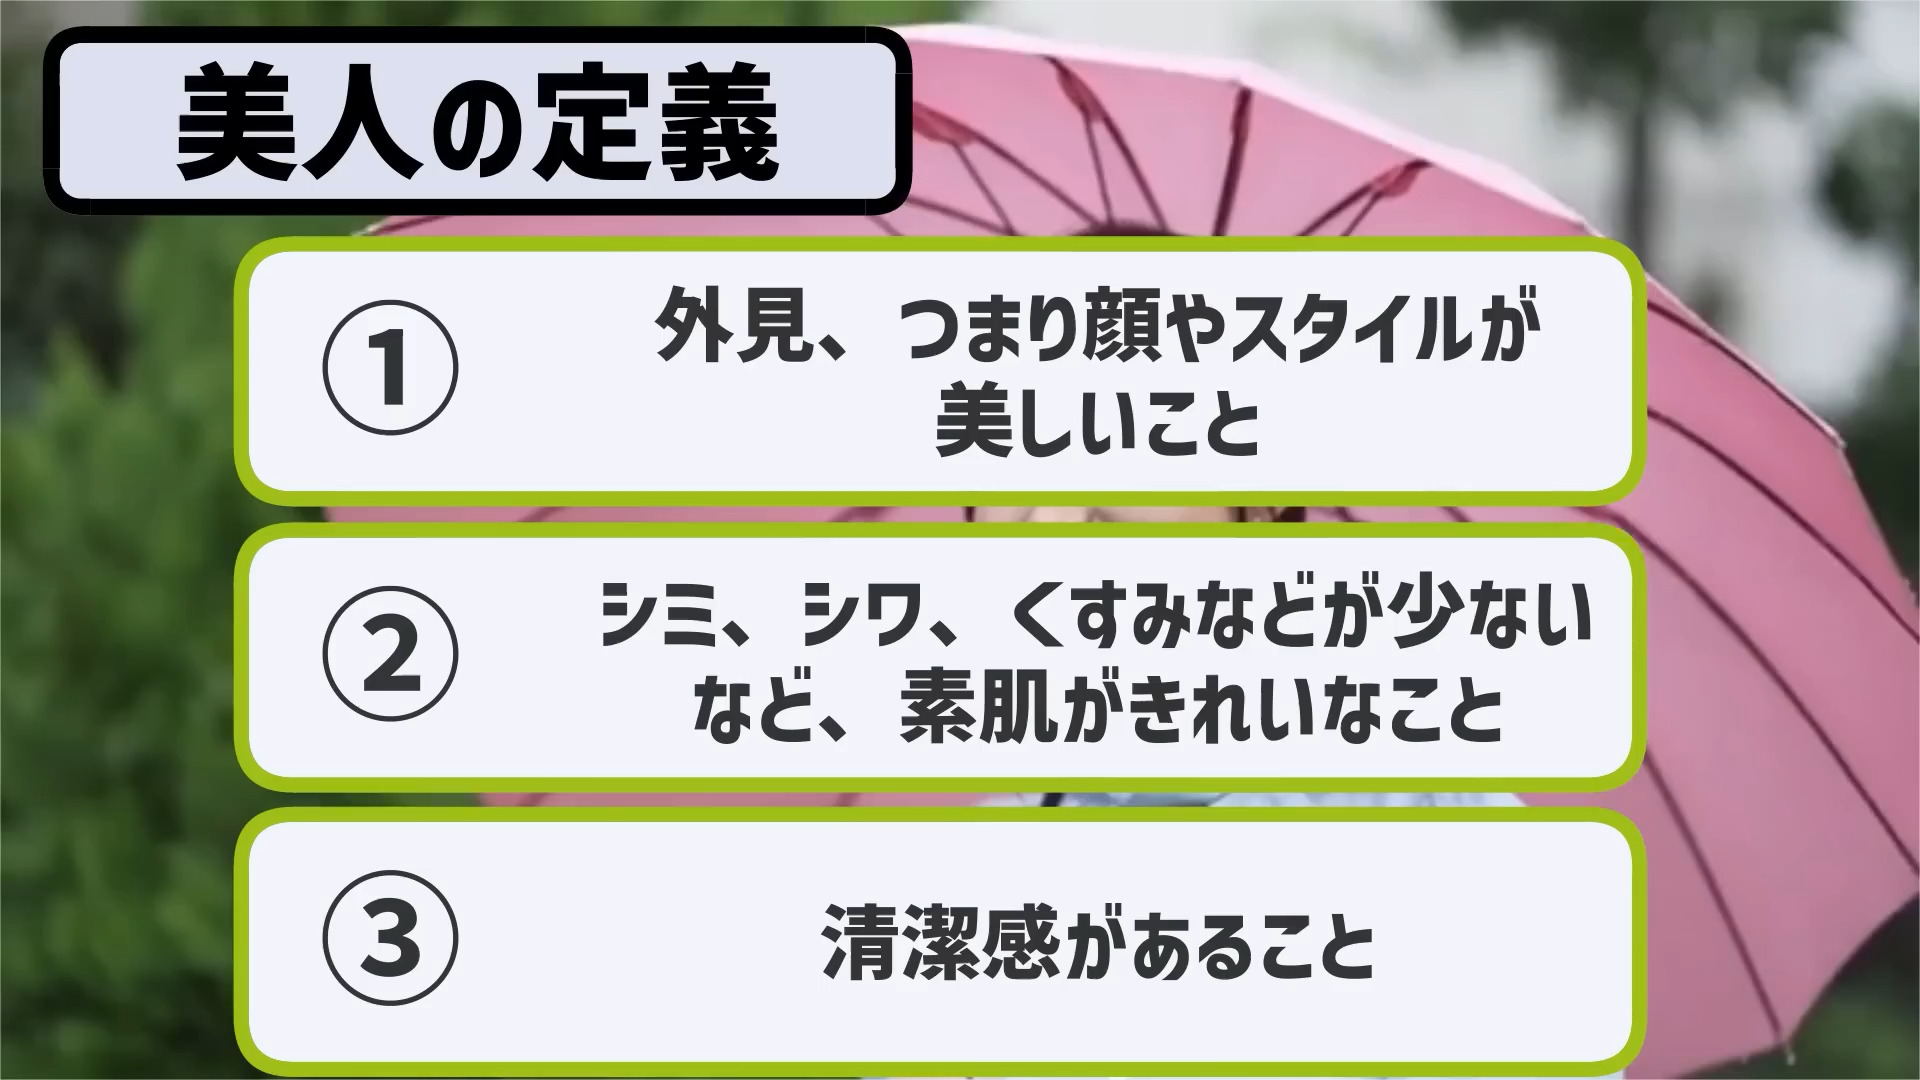 美人の定義
①
外見、つまり顔やスタイルが
美しいこと
②
シミ、シワ、くすみなどが少ない
など、素肌がきれいなこと
③
清潔感があること